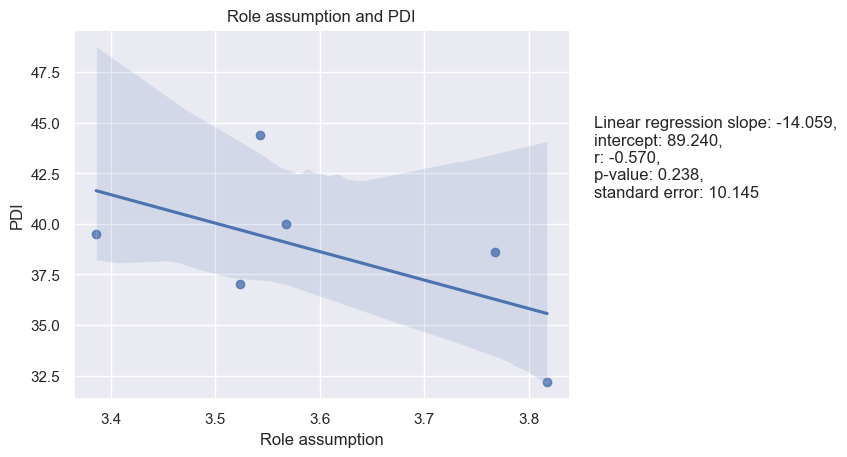 Role assumption and PDI
PDI
47.5
45.0
42.5
40.0
37.5
35.0
32.5
3.4 3.5 3.6 3.7 3.8
Role assumption
Linear regression slope: -14.059,
intercept: 89.240,
r: -0.570,
p-value: 0.238,
standard error: 10.145